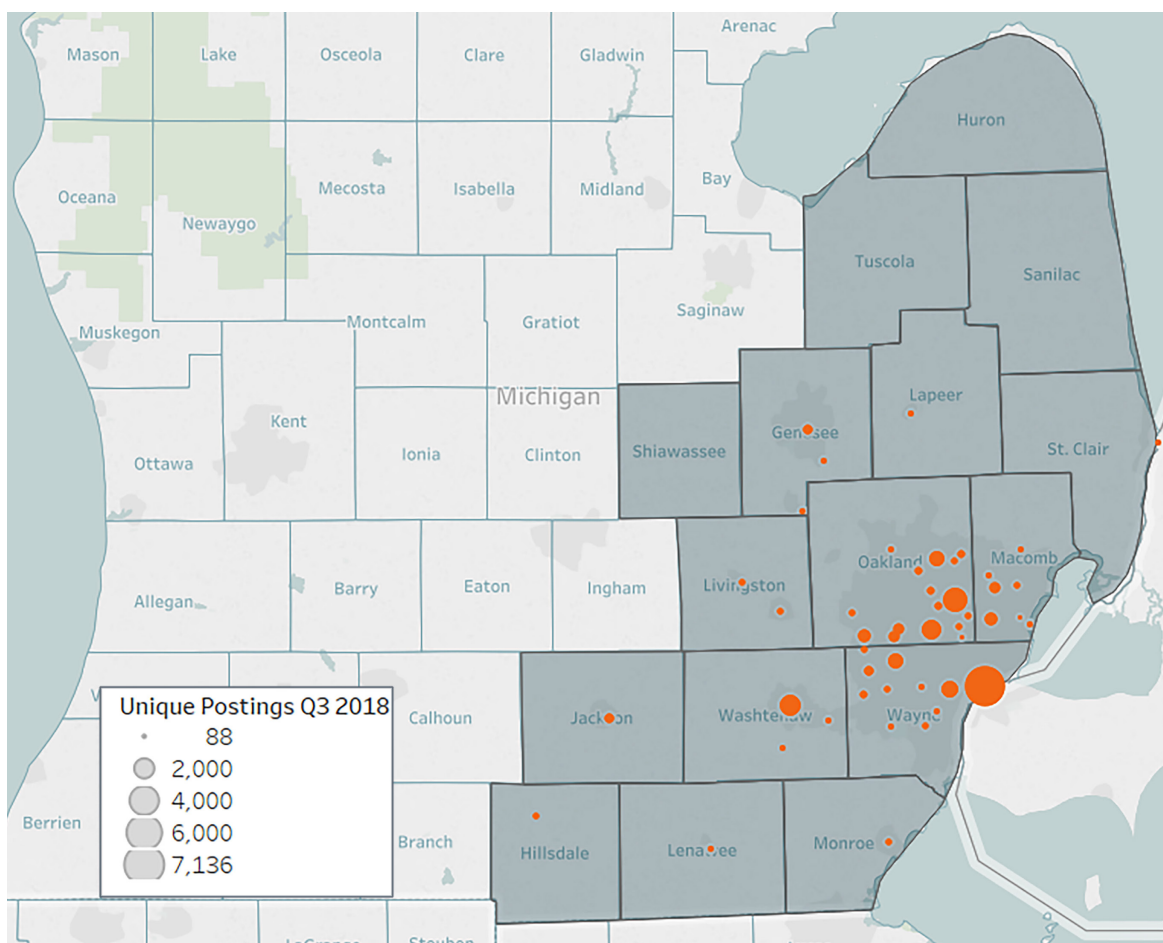 Arenac
Mason
Lake
Osceola
Clare
Gladwin
Huron
Oceana
Newaygo
Mecosta
Isabella
Midland
Bay
Tuscola
Sanilac
Muskegon
Montcalm
Gratiot
Saginaw
Michigan
Lapeer
Kent
Ottawa
Ionia
Clinton
Shiawassee
Genesee
St. Clair
Allegan
Barry
Eaton
Ingham
Livingston
Oakland
Macomb
Calhoun
Jackson
Washtenaw
Wayne
Unique Postings Q3 2018
88
2,000
4,000
6,000
7,136
Berrien
Branch
Hillsdale
Lenawee
Monroe